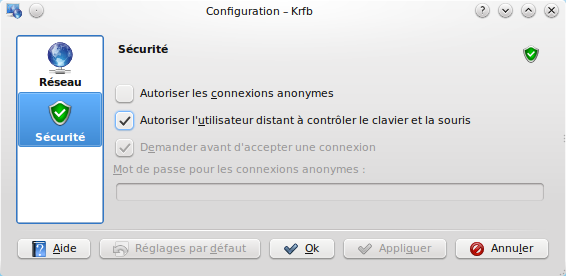 Configuration – Krfb
Réseau
Sécurité
Sécurité
Autoriser les connexions anonymes
Autoriser l'utilisateur distant à contrôler le clavier et la souris
Demander avant d'accepter une connexion
Mot de passe pour les connexions anonymes :
Aide
Réglages par défaut
Ok
Appliquer
Annuler